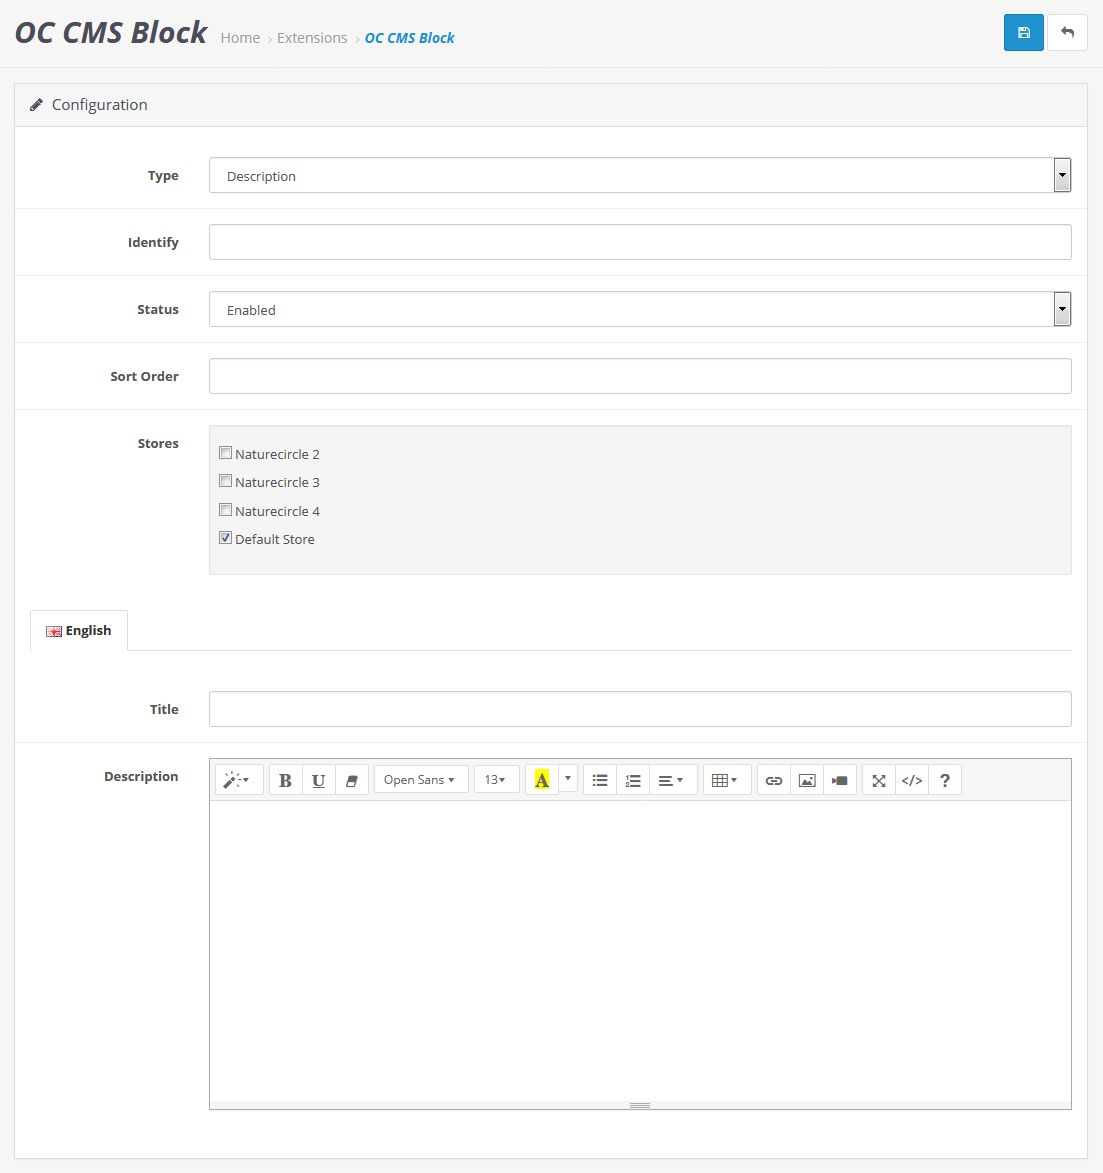 OC CMS Block Home › Extensions › OC CMS Block
Configuration
Type Description
Identify
Status Enabled
Sort Order
Stores
Naturecircle 2
Naturecircle 3
Naturecircle 4
Default Store
English
Title
Description
B U Open Sans 13 A </> ?